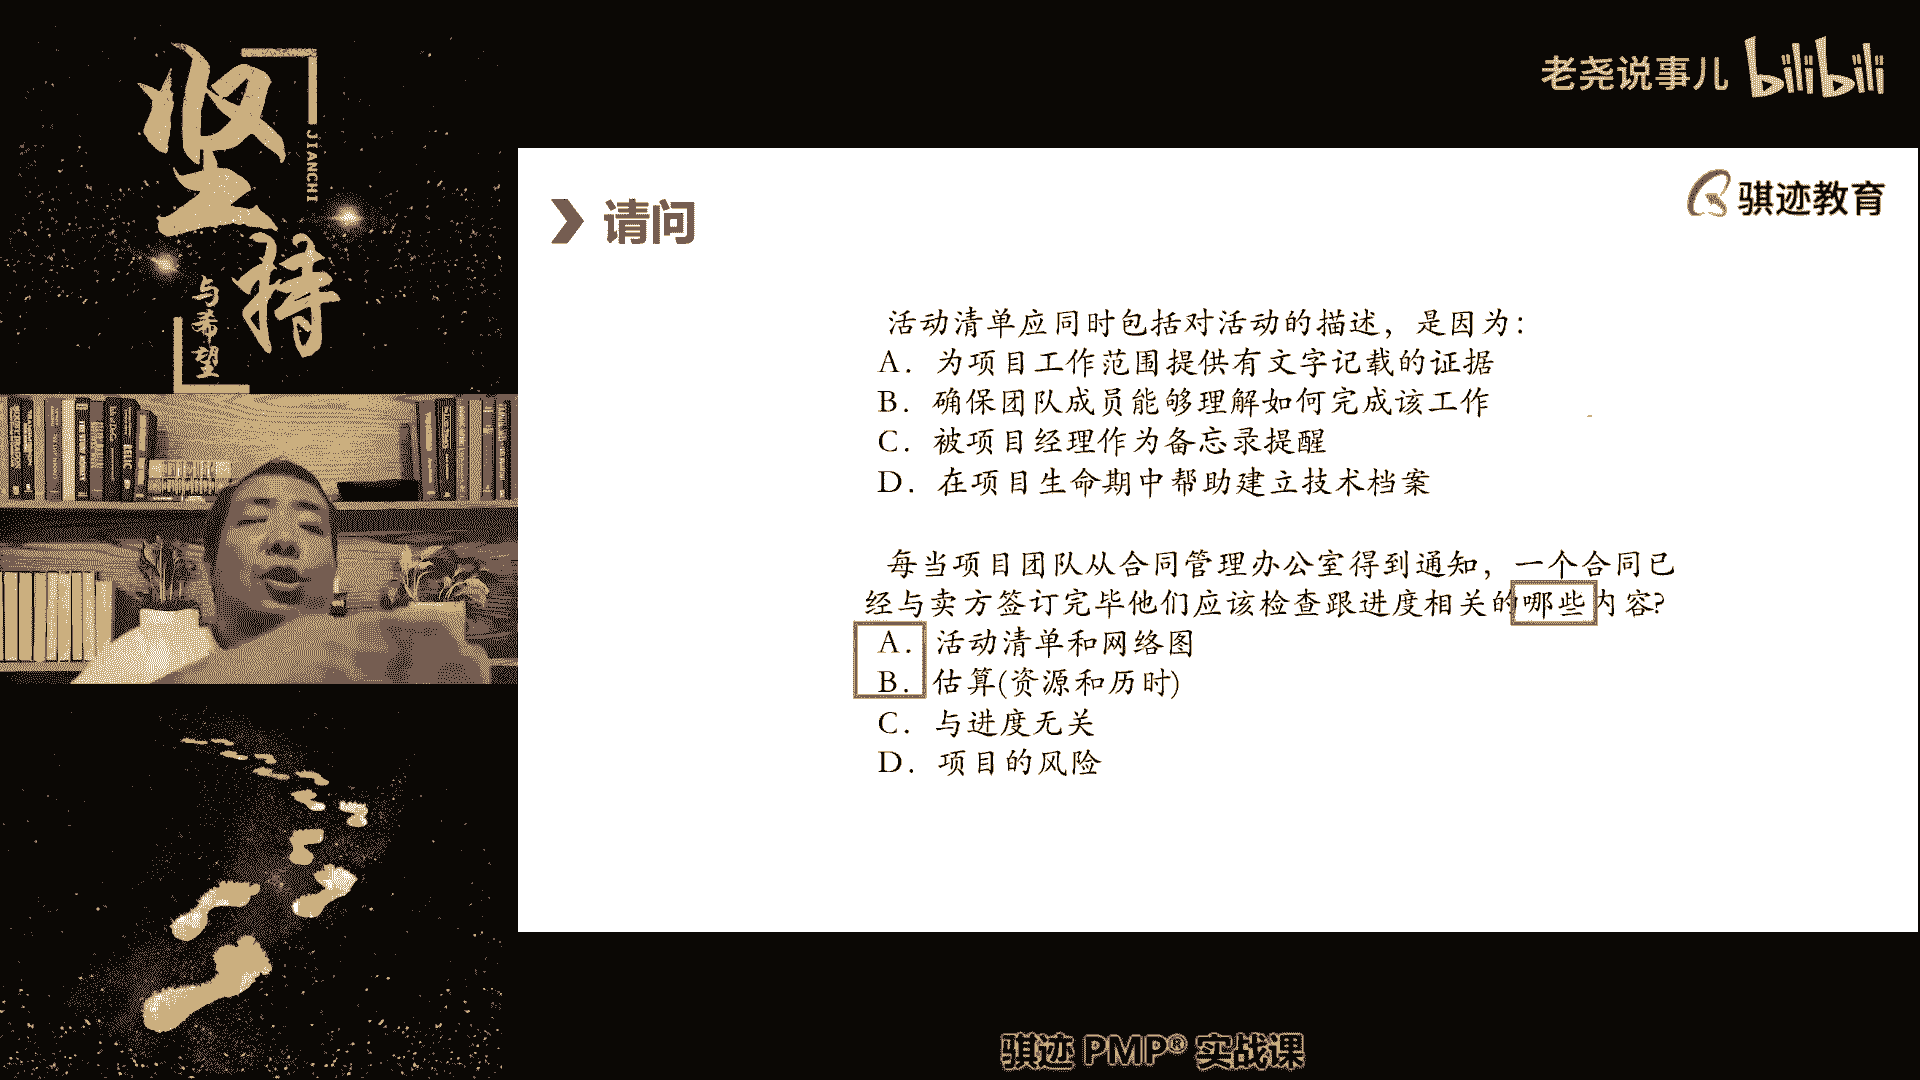 坚持
JIANCHI
与希望
老尧说事儿 bilibili
骐迹教育
请问
活动清单应同时包括对活动的描述，是因为：
A. 为项目工作范围提供有文字记载的证据
B. 确保团队成员能够理解如何完成该工作
C. 被项目经理作为备忘录提醒
D. 在项目生命期中帮助建立技术档案
每当项目团队从合同管理办公室得到通知，一个合同已
经与卖方签订完毕他们应该检查跟进度相关的哪些内容?
A. 活动清单和网络图
B. 估算(资源和历时)
C. 与进度无关
D. 项目的风险
骐迹 PMP® 实战课